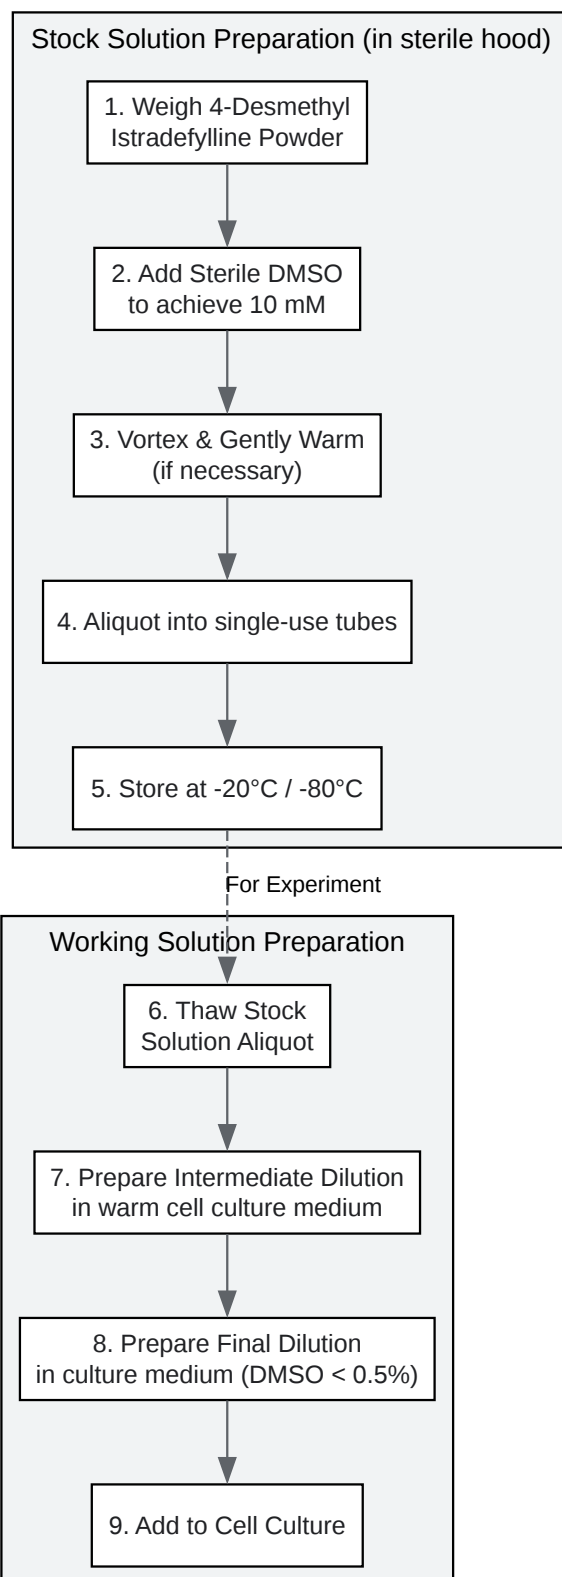 Stock Solution Preparation (in sterile hood)
1. Weigh 4-Desmethyl
Istradefylline Powder
2. Add Sterile DMSO
to achieve 10 mM
3. Vortex & Gently Warm
(if necessary)
4. Aliquot into single-use tubes
5. Store at -20°C / -80°C
For Experiment
Working Solution Preparation
6. Thaw Stock
Solution Aliquot
7. Prepare Intermediate Dilution
in warm cell culture medium
8. Prepare Final Dilution
in culture medium (DMSO < 0.5%)
9. Add to Cell Culture